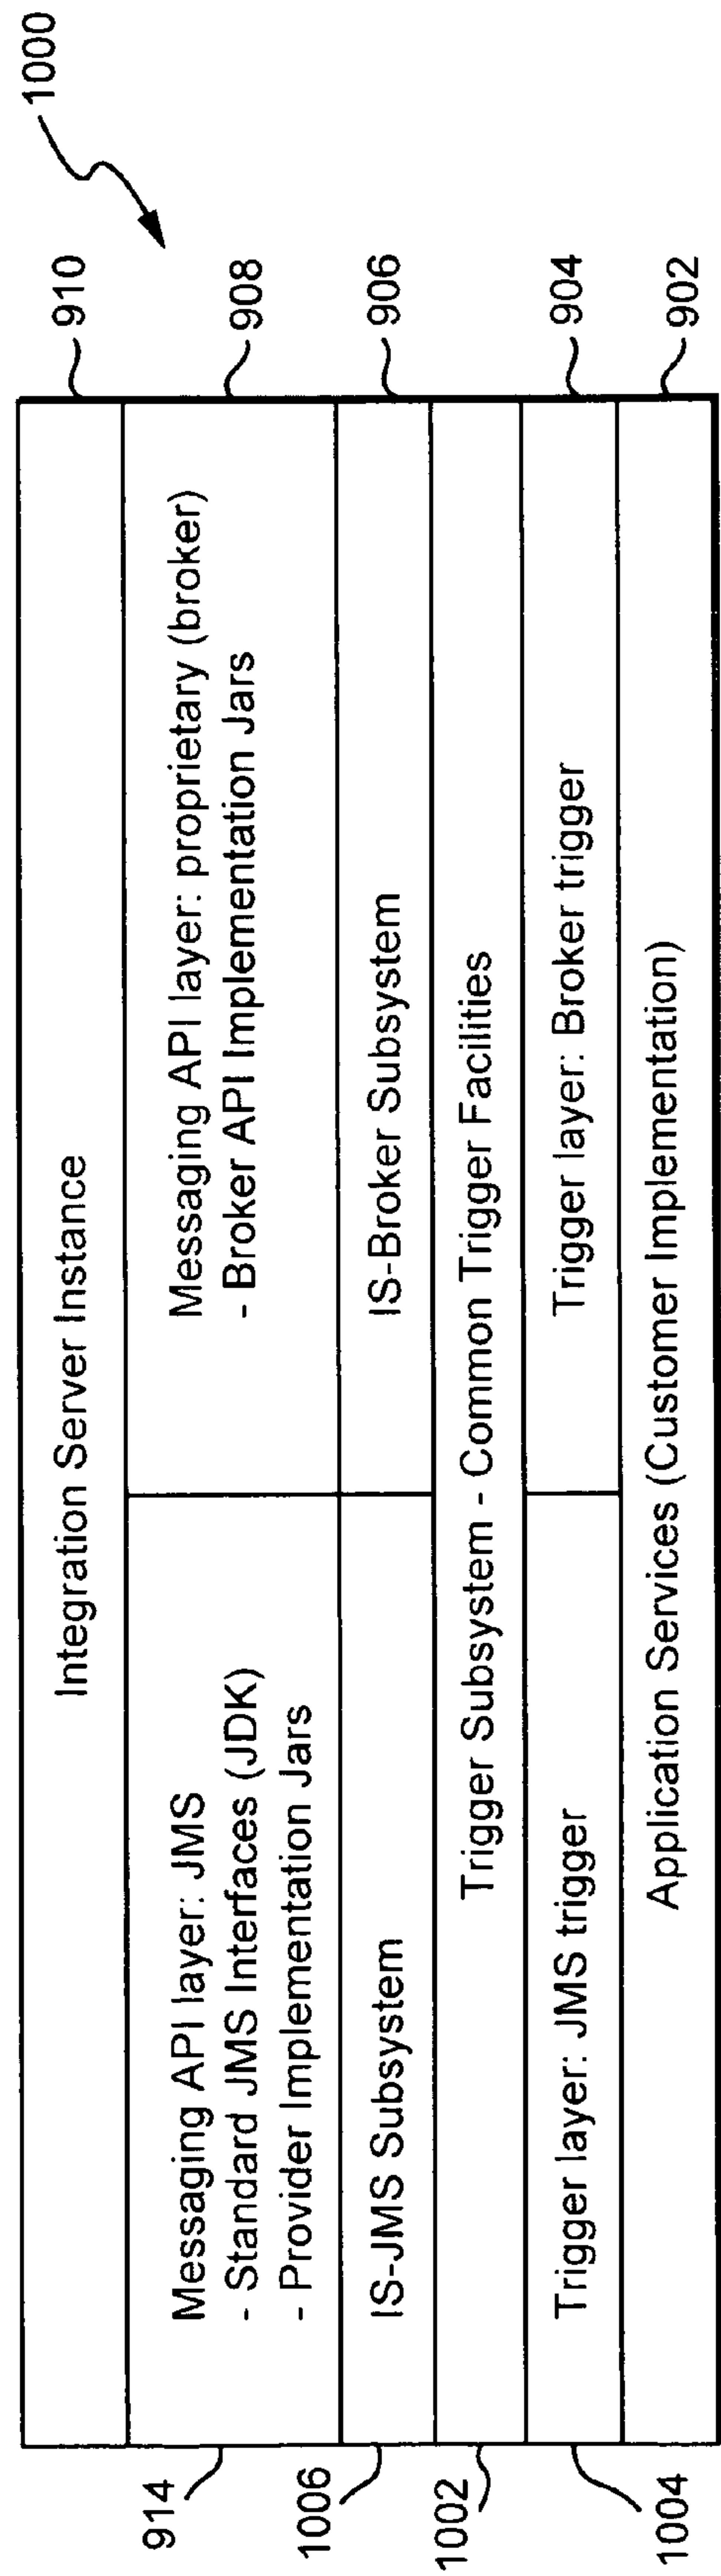 1000
Integration Server Instance
910
Messaging API layer: JMS
- Standard JMS Interfaces (JDK)
- Provider Implementation Jars
914
Messaging API layer: proprietary (broker)
- Broker API Implementation Jars
908
IS-JMS Subsystem
1006
IS-Broker Subsystem
906
Trigger Subsystem - Common Trigger Facilities
1002
Trigger layer: JMS trigger
1004
Trigger layer: Broker trigger
904
Application Services (Customer Implementation)
902